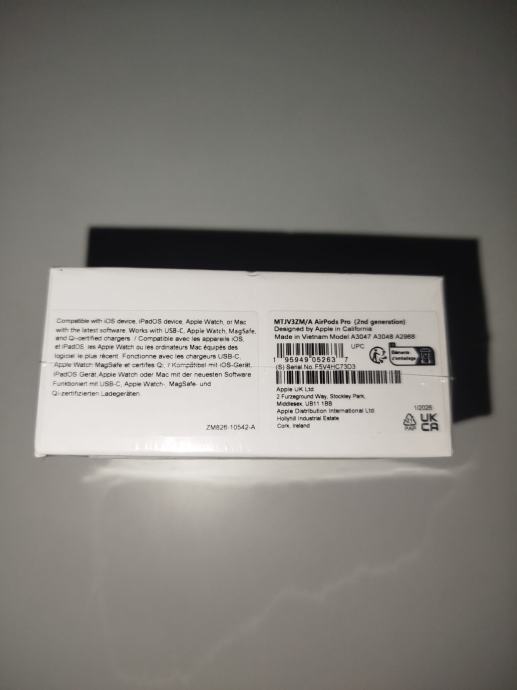 Compatible with iOS device, iPadOS device, Apple Watch, or Mac
with the latest software. Works with USB-C, Apple Watch, MagSafe,
and Qi-certified chargers. / Compatible avec les appareils iOS,
et iPadOS, les Apple Watch ou les ordinateurs Mac équipés des
logiciel le plus récent. Fonctionne avec les chargeurs USB-C,
Apple Watch MagSafe et certifiés Qi. / Kompatibel mit iOS-Gerät,
iPadOS Gerät Apple Watch oder Mac mit der neuesten Software
Funktioniert mit USB-C, Apple Watch-, MagSafe- und
Qi-zertifizierten Ladegeräten.
ZM826-10542-A
MTJV3ZM/A AirPods Pro (2nd generation)
Designed by Apple in California
Made in Vietnam Model A3047 A3048 A2968
UPC
1 95949 05263 7
(S) Serial No. F5V4HC73D3
Éléments
d'emballage
Apple UK Ltd
2 Furzeground Way, Stockley Park,
Middlesex, UB11 1BB
Apple Distribution International Ltd
Hollyhill Industrial Estate
Cork, Ireland
21
PAP
UK
CA